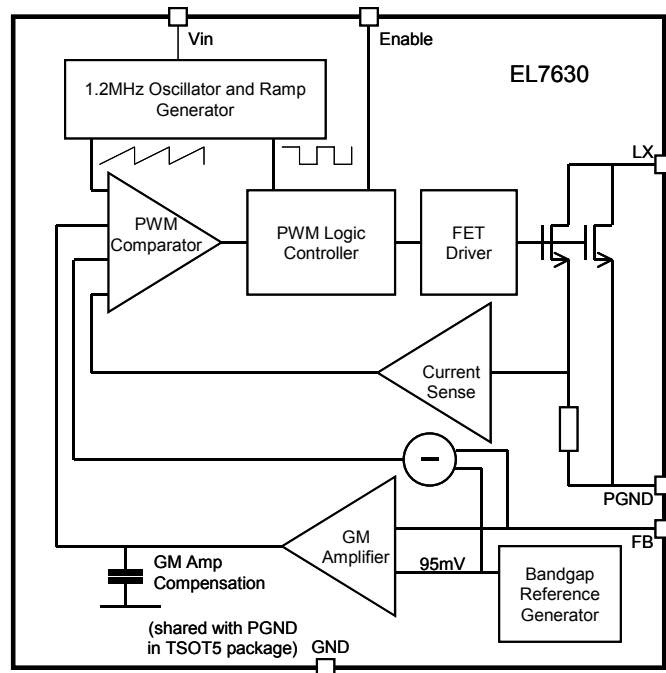 Vin
Enable
EL7630
1.2MHz Oscillator and Ramp
Generator
LX
PWM
Comparator
PWM Logic
Controller
FET
Driver
Current
Sense
PGND
FB
GM
Amplifier
95mV
Bandgap
Reference
Generator
GM Amp
Compensation
(shared with PGND
in TSOT5 package)
GND